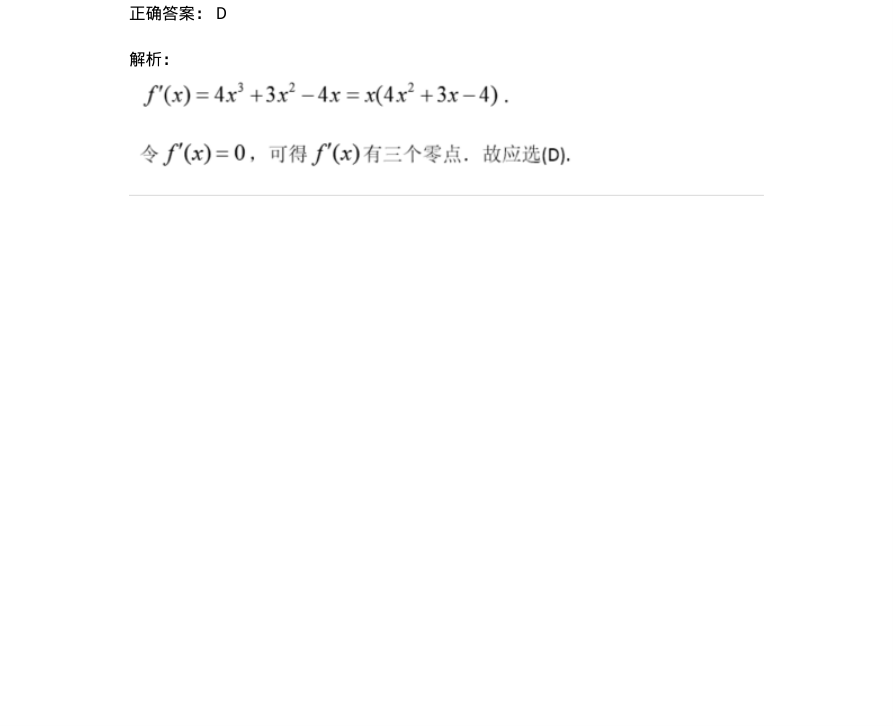 正确答案： D
解析：
f′(x) = 4x³ + 3x² − 4x = x(4x² + 3x − 4) .
令 f′(x) = 0，可得 f′(x) 有三个零点．故应选(D).